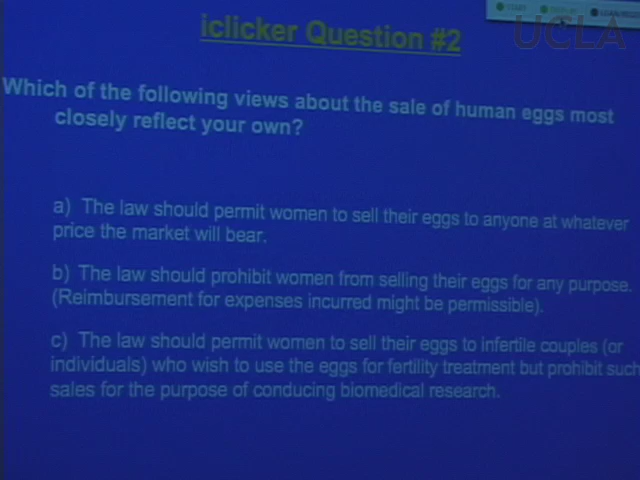 UCLA
iclicker Question #2
Which of the following views about the sale of human eggs most
closely reflect your own?
a) The law should permit women to sell their eggs to anyone at whatever
price the market will bear.
b) The law should prohibit women from selling their eggs for any purpose.
(Reimbursement for expenses incurred might be permissible).
c) The law should permit women to sell their eggs to infertile couples (or
individuals) who wish to use the eggs for fertility treatment but prohibit such
sales for the purpose of conducing biomedical research.